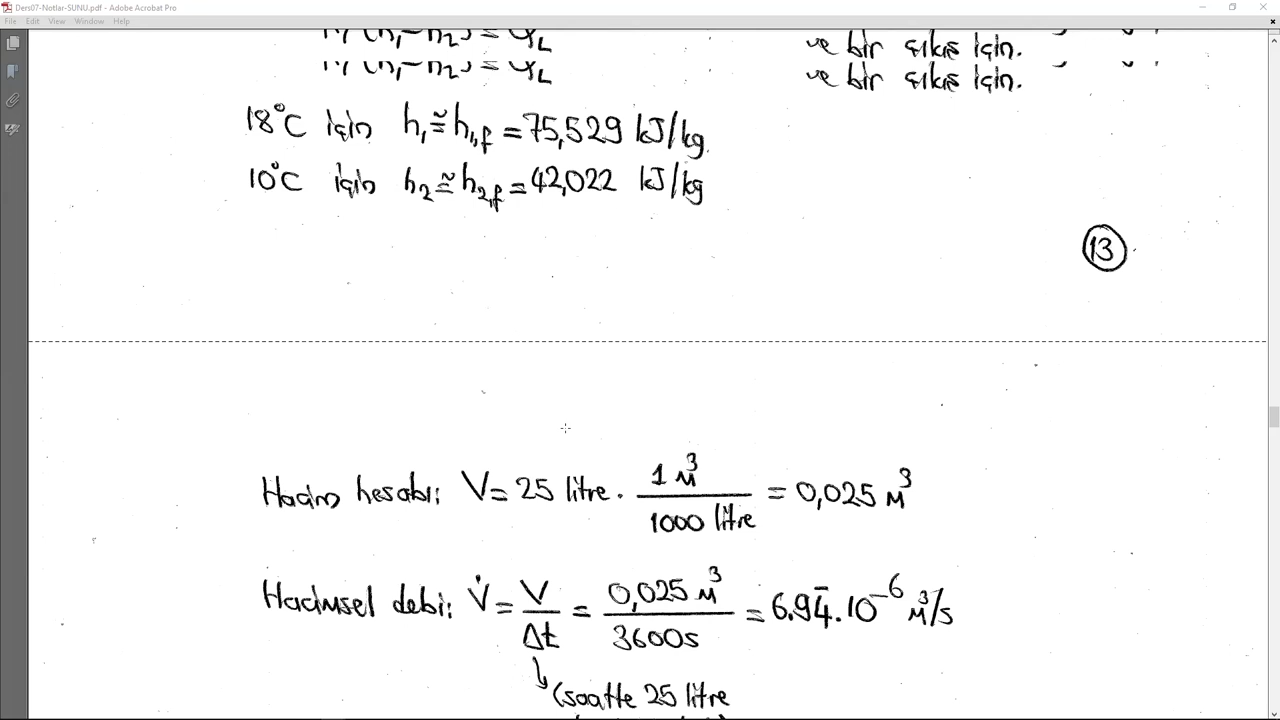 Ders07-Notlar-SUNU.pdf - Adobe Acrobat Pro
File Edit View Window Help
ve bir çıkış için.
ve bir çıkış için.
18°C için h₁≅h₁,f = 75,529 kJ/kg
10°C için h₂≅h₂,f = 42,022 kJ/kg
13
Hacim hesabı: V = 25 litre · 1 m³ / 1000 litre = 0,025 m³
Hacimsel debi: V̇ = V/Δt = 0,025 m³ / 3600s = 6.94̄.10⁻⁶ m³/s
(saatte 25 litre